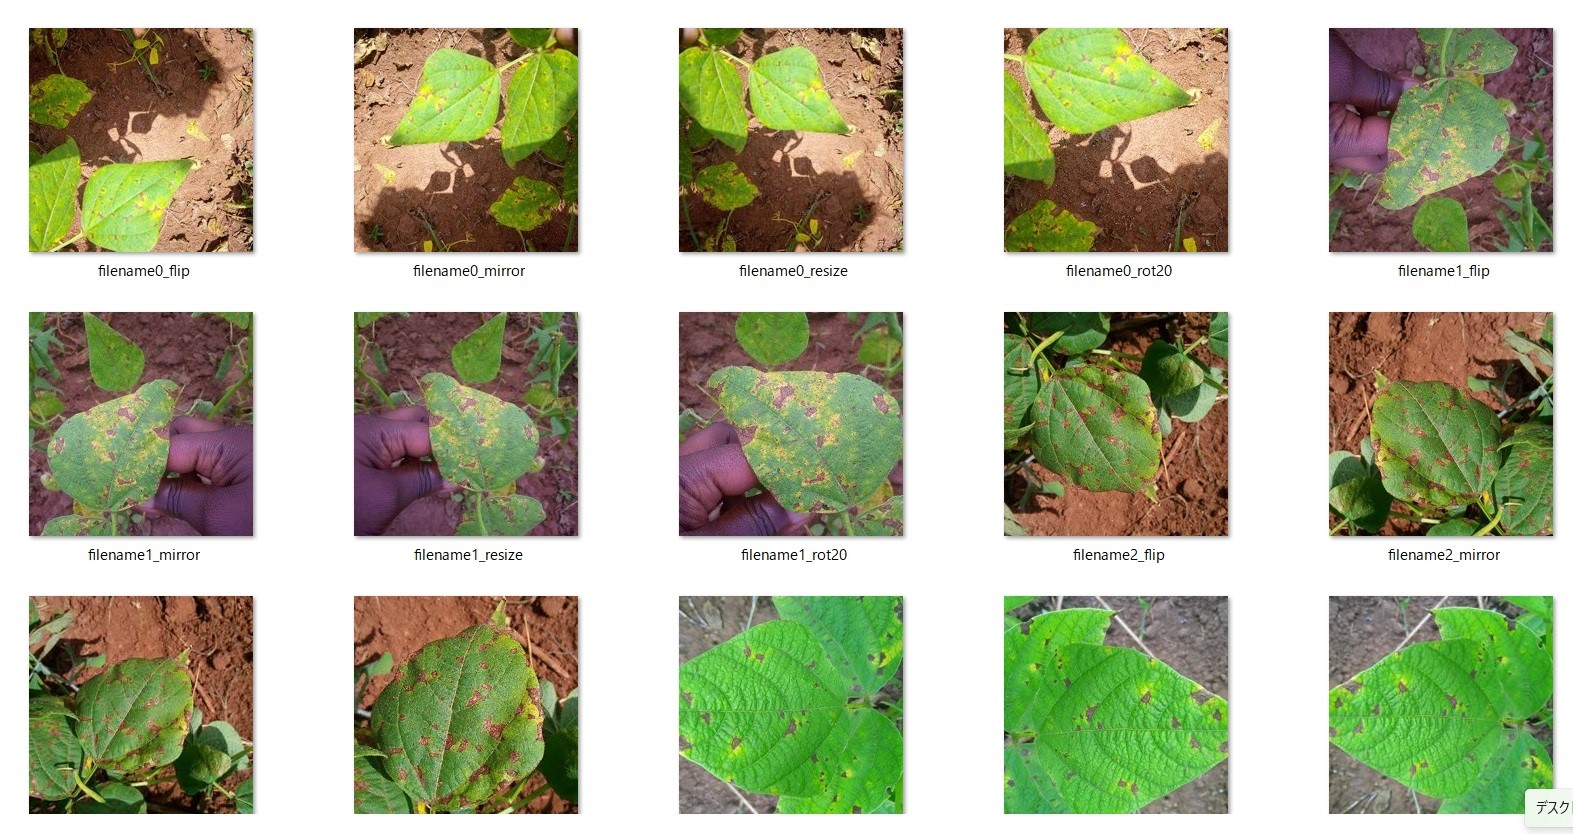 filename0_flip
filename0_mirror
filename0_resize
filename0_rot20
filename1_flip
filename1_mirror
filename1_resize
filename1_rot20
filename2_flip
filename2_mirror
デスク